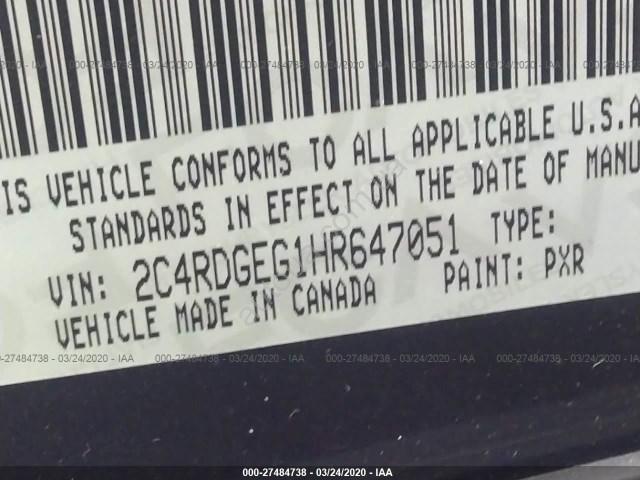 000-27484738 - 03/24/2020 - IAA
IS VEHICLE CONFORMS TO ALL APPLICABLE U.S.A
STANDARDS IN EFFECT ON THE DATE OF MANU
VIN: 2C4RDGEG1HR647051 TYPE:
VEHICLE MADE IN CANADA PAINT: PXR
000-27484738 - 03/24/2020 - IAA
000-27484738 - 03/24/2020 - IAA